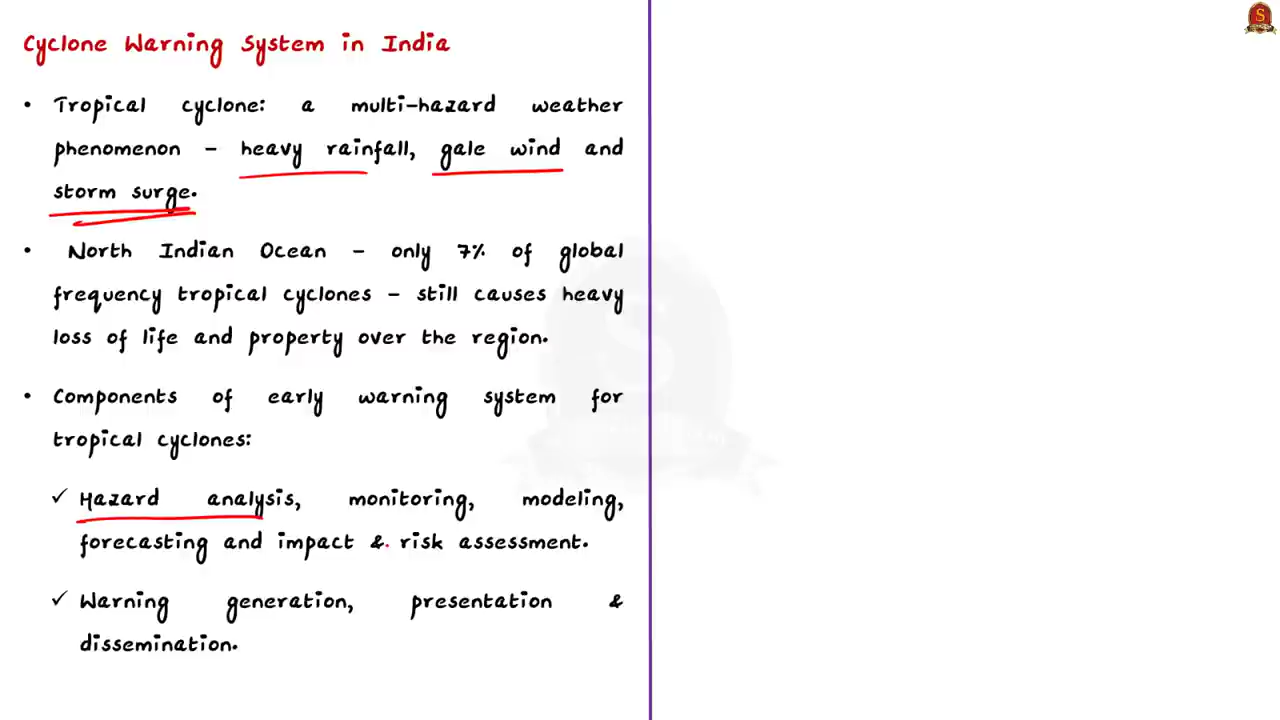 Cyclone Warning System in India
• Tropical cyclone: a multi-hazard weather
phenomenon - heavy rainfall, gale wind and
storm surge.
• North Indian Ocean - only 7% of global
frequency tropical cyclones - still causes heavy
loss of life and property over the region.
• Components of early warning system for
tropical cyclones:
✓ Hazard analysis, monitoring, modeling,
forecasting and impact & risk assessment.
✓ Warning generation, presentation &
dissemination.
S
S